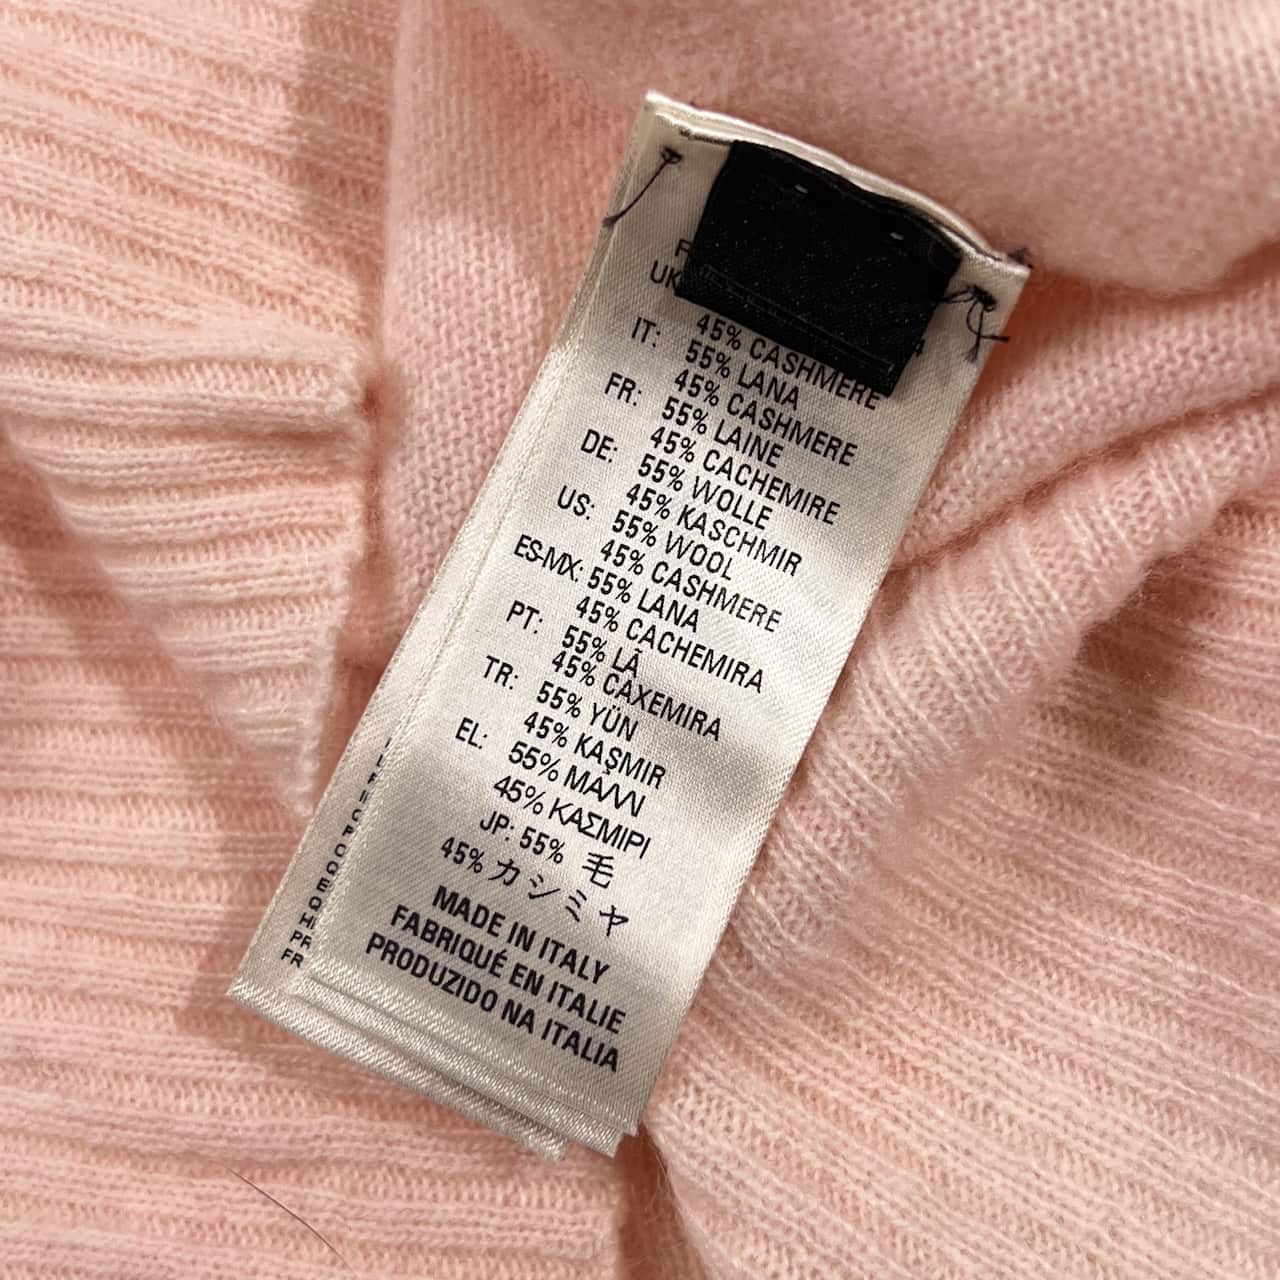 UK
45% CASHMERE
IT: 55% LANA
45% CASHMERE
FR: 55% LAINE
45% CACHEMIRE
DE: 55% WOLLE
45% KASCHMIR
US: 55% WOOL
45% CASHMERE
ES-MX: 55% LANA
45% CACHEMIRA
PT: 55% LÃ
45% CAXEMIRA
TR: 55% YÜN
45% KAŞMIR
EL: 55% ΜΑΛΛΙ
45% ΚΑΣΜΙΡΙ
JP: 55% 毛
45% カシミヤ
MADE IN ITALY
FABRIQUÉ EN ITALIE
PRODUZIDO NA ITALIA